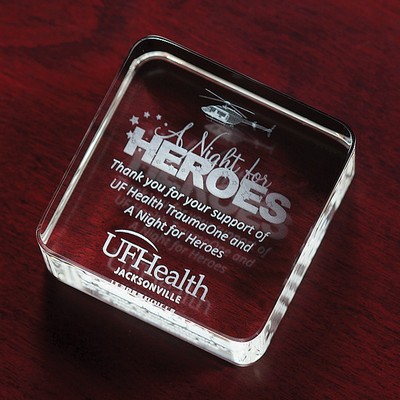 A Night for
HEROES
Thank you for your support of
UF Health TraumaOne and
A Night for Heroes
UFHealth
JACKSONVILLE